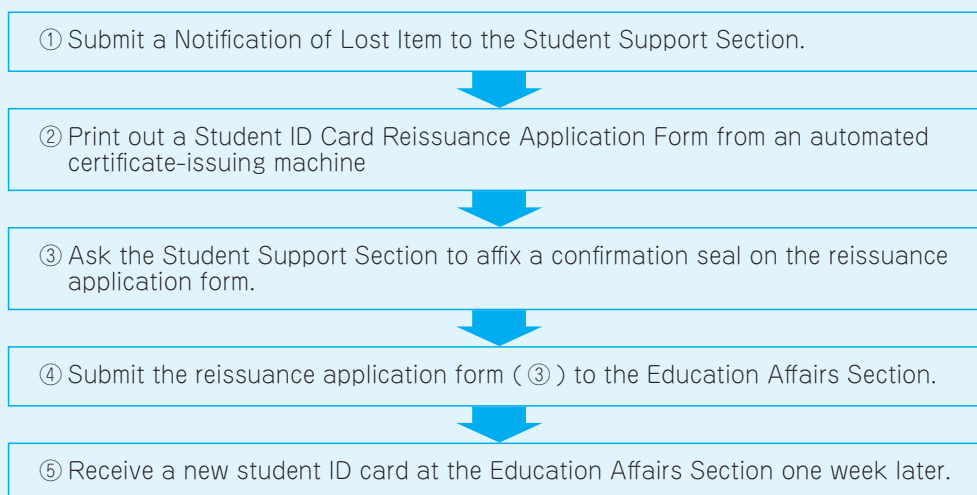 ① Submit a Notification of Lost Item to the Student Support Section.
② Print out a Student ID Card Reissuance Application Form from an automated
certificate-issuing machine
③ Ask the Student Support Section to affix a confirmation seal on the reissuance
application form.
④ Submit the reissuance application form ( ③ ) to the Education Affairs Section.
⑤ Receive a new student ID card at the Education Affairs Section one week later.